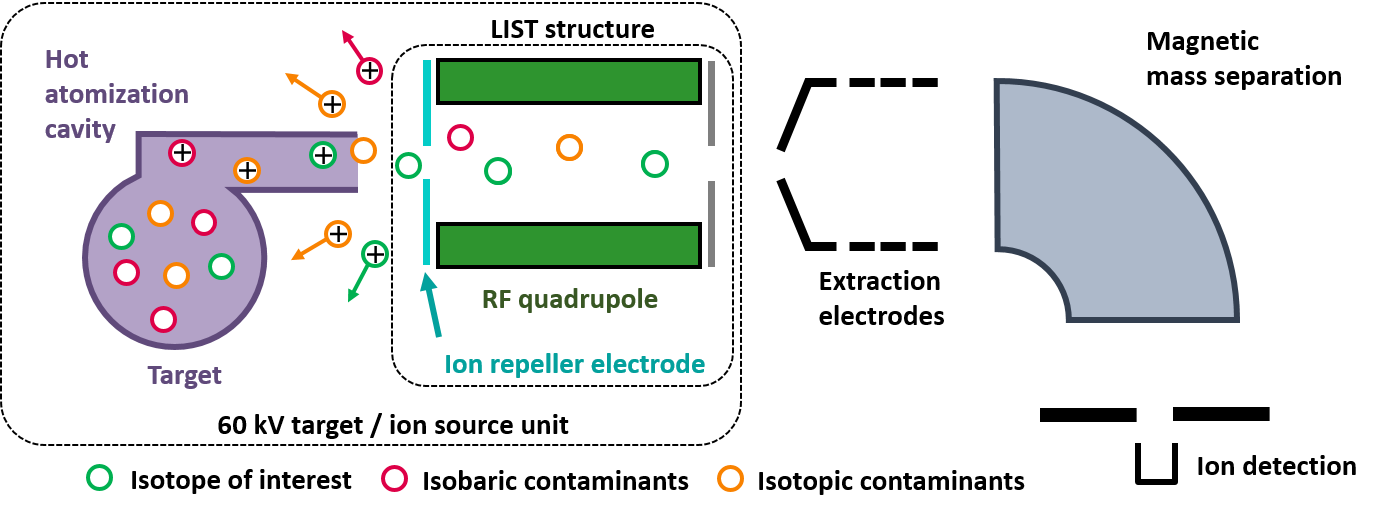 LIST structure
Magnetic
mass separation
Hot
atomization
cavity
Extraction
electrodes
RF quadrupole
Ion repeller electrode
Target
60 kV target / ion source unit
Isotope of interest
Isobaric contaminants
Isotopic contaminants
Ion detection